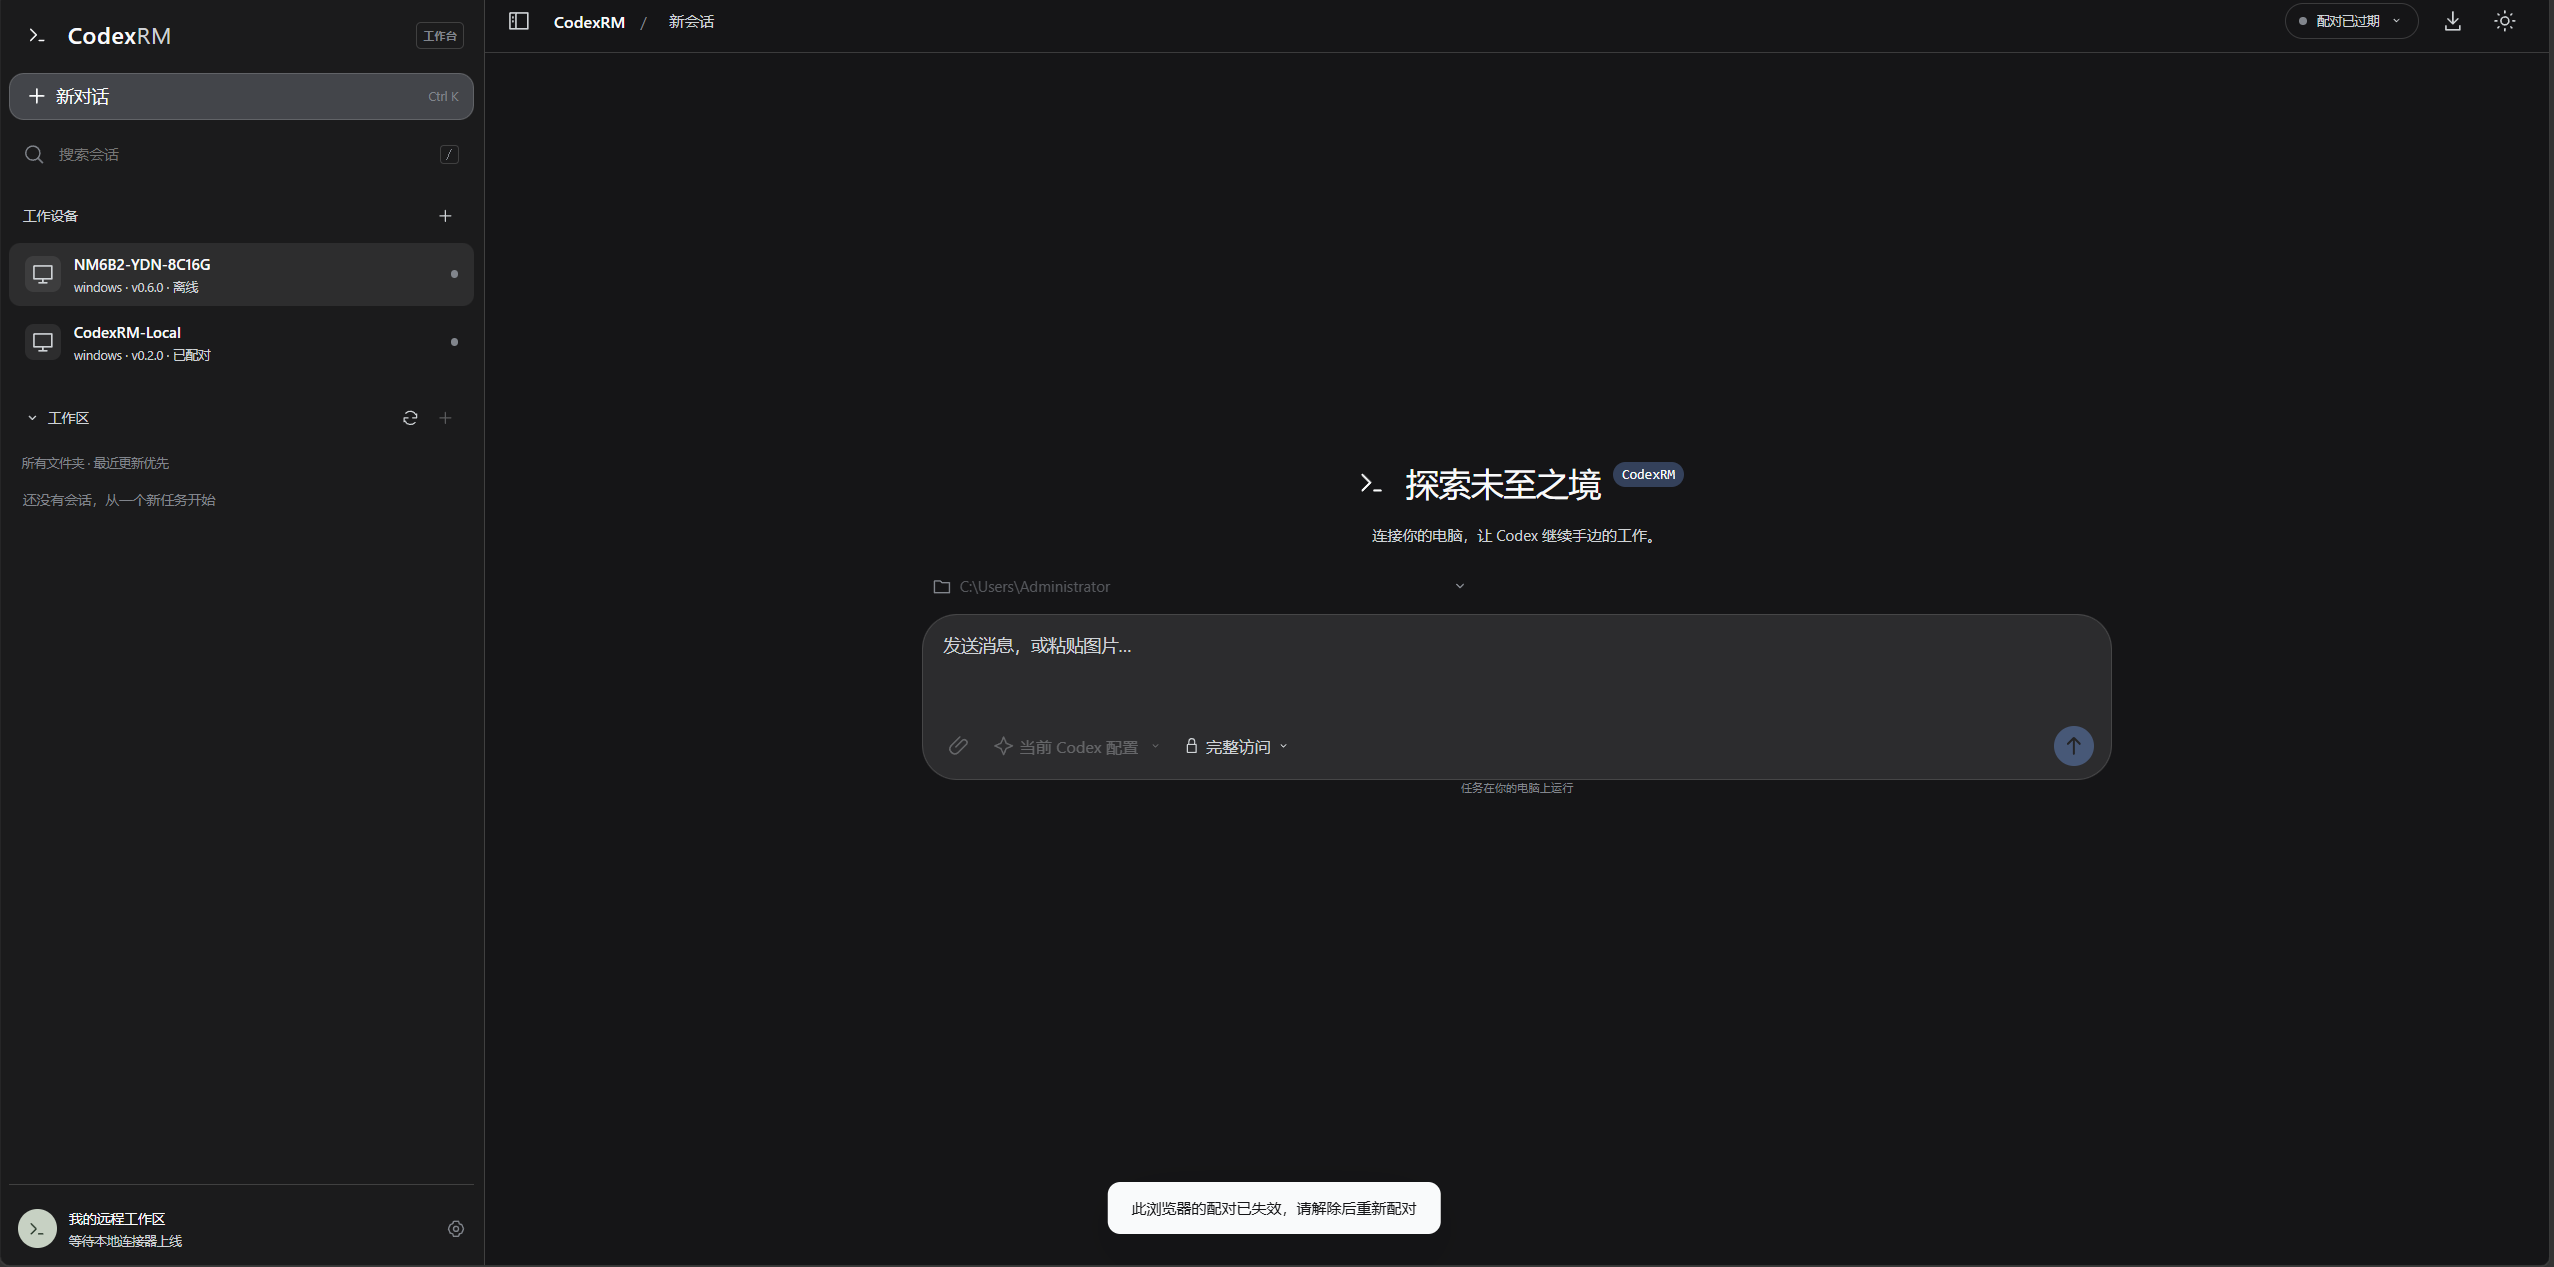 CodexRM
工作台
新对话
Ctrl K
搜索会话
/
工作设备
NM6B2-YDN-8C16G
windows · v0.6.0 · 离线
CodexRM-Local
windows · v0.2.0 · 已配对
工作区
所有文件夹 · 最近更新优先
还没有会话，从一个新任务开始
我的远程工作区
等待本地连接器上线
CodexRM / 新会话
配对已过期
探索未至之境 CodexRM
连接你的电脑，让 Codex 继续手边的工作。
C:\Users\Administrator
发送消息，或粘贴图片...
当前 Codex 配置
完整访问
任务在你的电脑上运行
此浏览器的配对已失效，请解除后重新配对